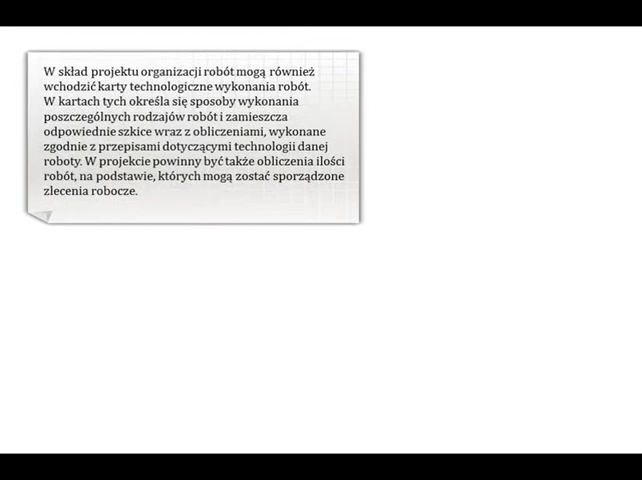 W skład projektu organizacji robót mogą również
wchodzić karty technologiczne wykonania robót.
W kartach tych określa się sposoby wykonania
poszczególnych rodzajów robót i zamieszcza
odpowiednie szkice wraz z obliczeniami, wykonane
zgodnie z przepisami dotyczącymi technologii danej
roboty. W projekcie powinny być także obliczenia ilości
robót, na podstawie, których mogą zostać sporządzone
zlecenia robocze.